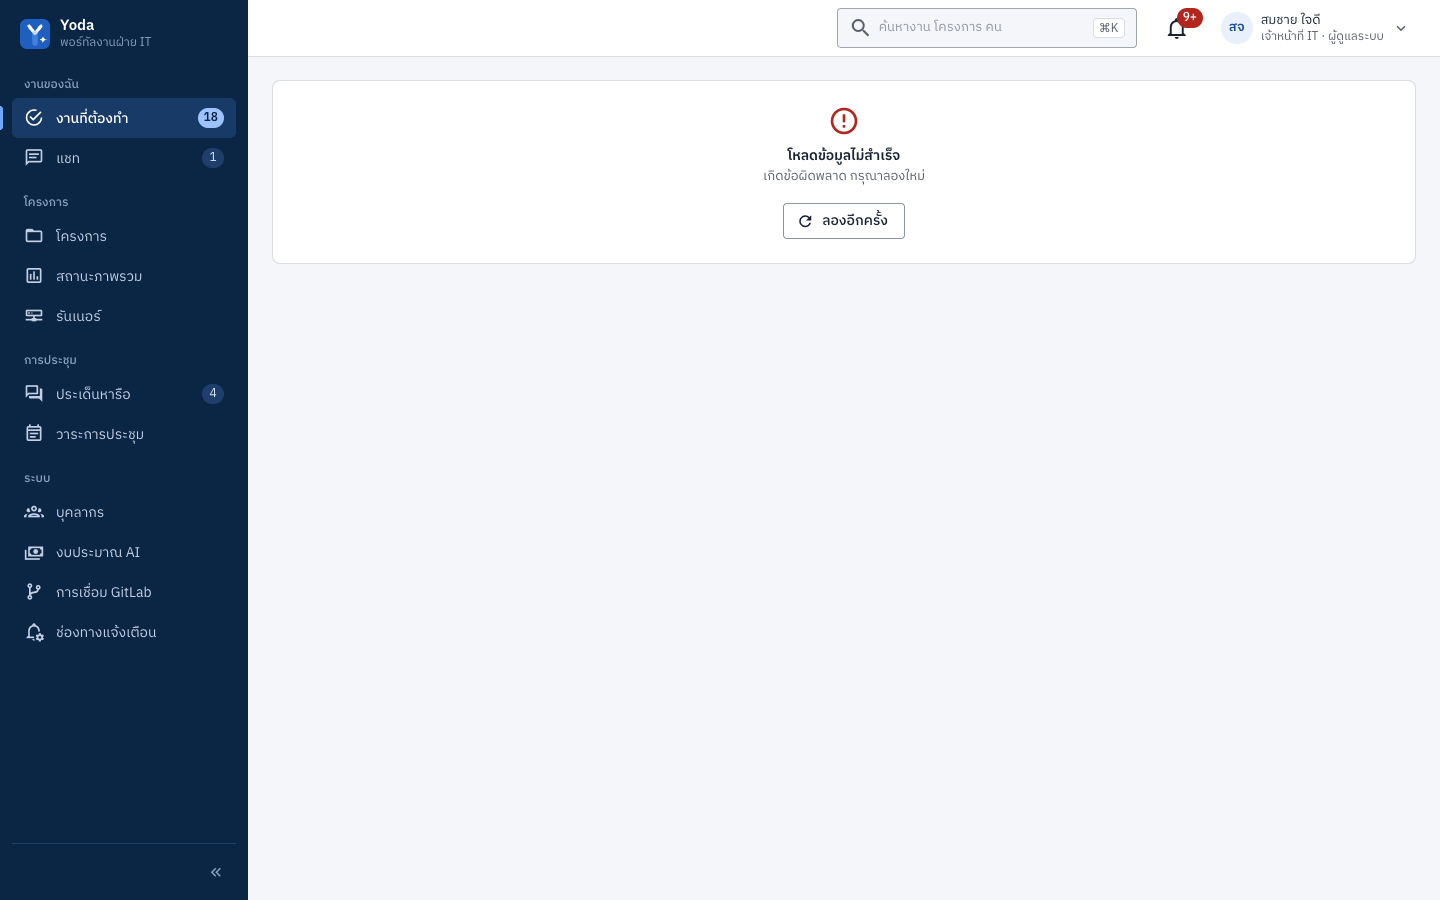 Yoda
พอร์ทัลงานฝ่าย IT
งานของฉัน
งานที่ต้องทำ 18
แชท 1
โครงการ
โครงการ
สถานะภาพรวม
รันเนอร์
การประชุม
ประเด็นหารือ 4
วาระการประชุม
ระบบ
บุคลากร
งบประมาณ AI
การเชื่อม GitLab
ช่องทางแจ้งเตือน
ค้นหางาน โครงการ คน ⌘K
9+
สจ
สมชาย ใจดี
เจ้าหน้าที่ IT · ผู้ดูแลระบบ
โหลดข้อมูลไม่สำเร็จ
เกิดข้อผิดพลาด กรุณาลองใหม่
ลองอีกครั้ง